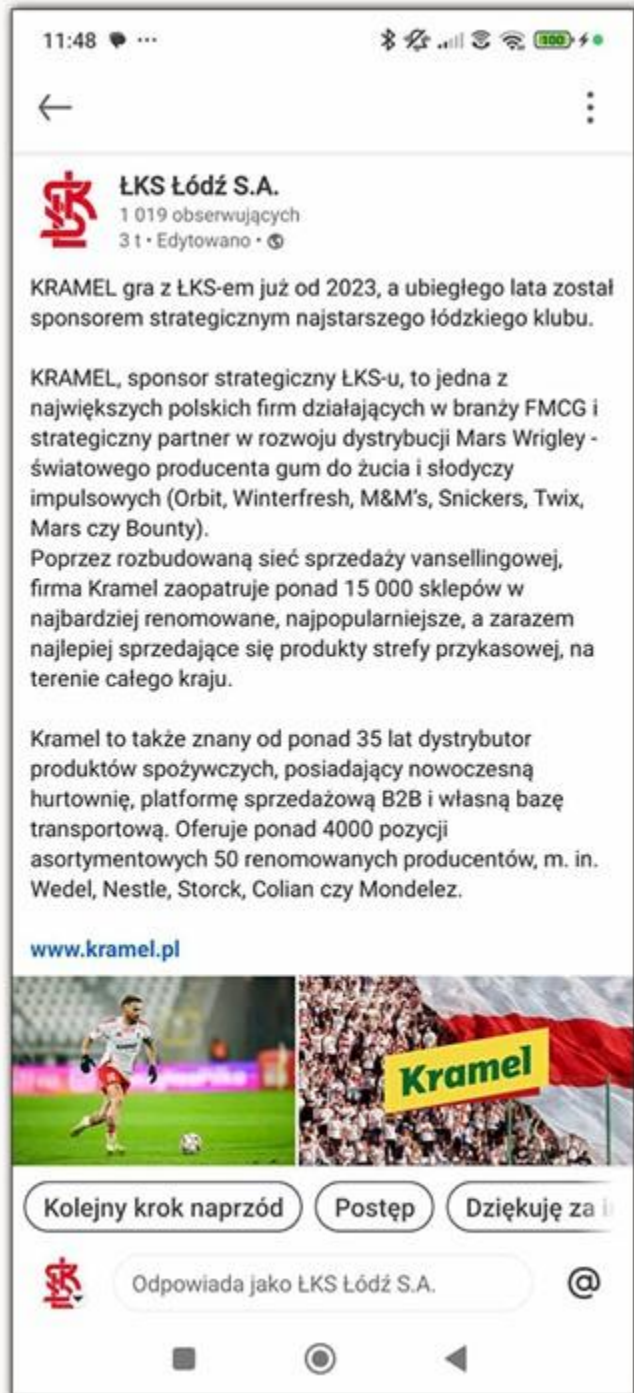 11:48
100
ŁKS Łódź S.A.
1 019 obserwujących
3 t • Edytowano •
KRAMEL gra z ŁKS-em już od 2023, a ubiegłego lata został
sponsorem strategicznym najstarszego łódzkiego klubu.
KRAMEL, sponsor strategiczny ŁKS-u, to jedna z
największych polskich firm działających w branży FMCG i
strategiczny partner w rozwoju dystrybucji Mars Wrigley -
światowego producenta gum do żucia i słodyczy
impulsowych (Orbit, Winterfresh, M&M's, Snickers, Twix,
Mars czy Bounty).
Poprzez rozbudowaną sieć sprzedaży vansellingowej,
firma Kramel zaopatruje ponad 15 000 sklepów w
najbardziej renomowane, najpopularniejsze, a zarazem
najlepiej sprzedające się produkty strefy przykasowej, na
terenie całego kraju.
Kramel to także znany od ponad 35 lat dystrybutor
produktów spożywczych, posiadający nowoczesną
hurtownię, platformę sprzedażową B2B i własną bazę
transportową. Oferuje ponad 4000 pozycji
asortymentowych 50 renomowanych producentów, m. in.
Wedel, Nestle, Storck, Colian czy Mondelez.
www.kramel.pl
Kramel
Kolejny krok naprzód
Postęp
Dziękuję za
Odpowiada jako ŁKS Łódź S.A.
@